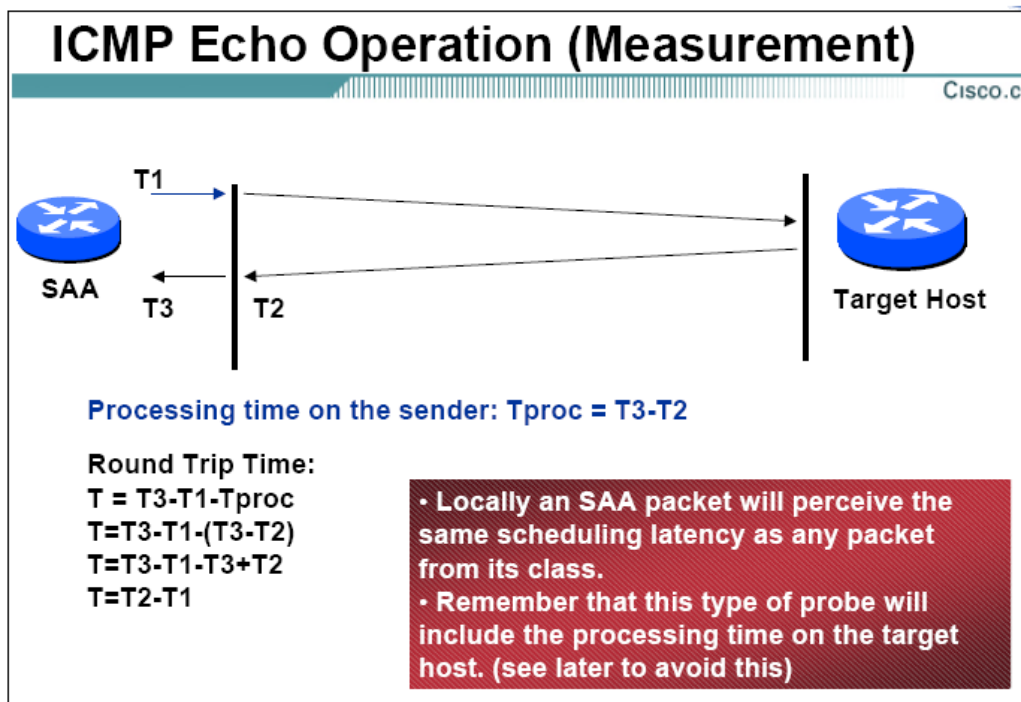 ICMP Echo Operation (Measurement)
Cisco.c
T1
SAA
T3
T2
Target Host
Processing time on the sender: Tproc = T3-T2
Round Trip Time:
T = T3-T1-Tproc
T=T3-T1-(T3-T2)
T=T3-T1-T3+T2
T=T2-T1
• Locally an SAA packet will perceive the
same scheduling latency as any packet
from its class.
• Remember that this type of probe will
include the processing time on the target
host. (see later to avoid this)